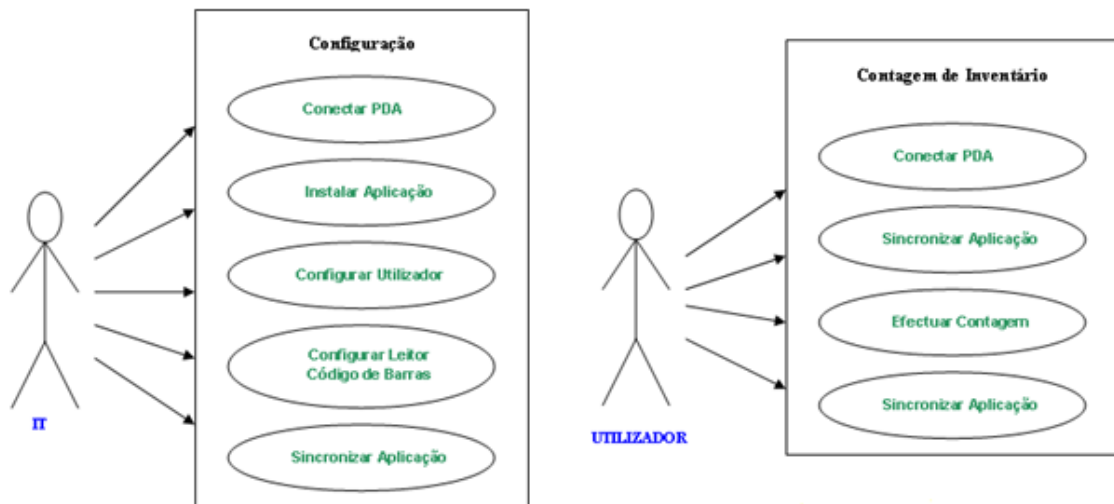 Configuração
Conectar PDA
Instalar Aplicação
Configurar Utilizador
Configurar Leitor
Código de Barras
Sincronizar Aplicação
IT
Contagem de Inventário
Conectar PDA
Sincronizar Aplicação
Efectuar Contagem
Sincronizar Aplicação
UTILIZADOR